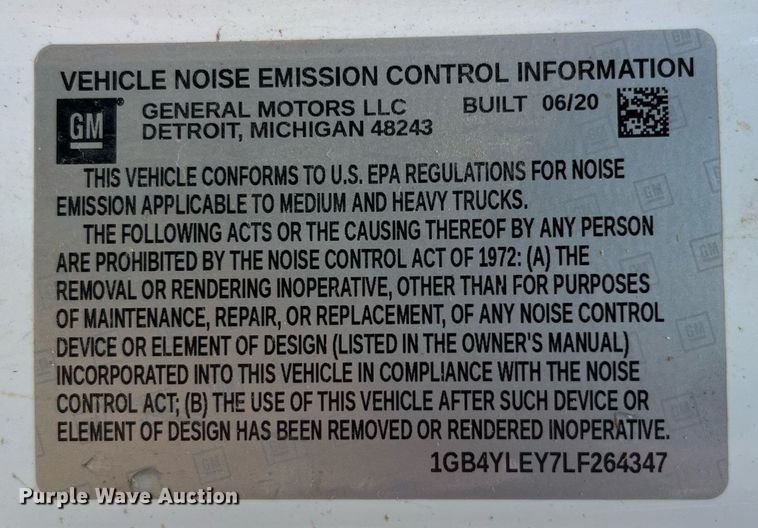 VEHICLE NOISE EMISSION CONTROL INFORMATION
GM
GENERAL MOTORS LLC BUILT 06/20
DETROIT, MICHIGAN 48243
THIS VEHICLE CONFORMS TO U.S. EPA REGULATIONS FOR NOISE
EMISSION APPLICABLE TO MEDIUM AND HEAVY TRUCKS.
THE FOLLOWING ACTS OR THE CAUSING THEREOF BY ANY PERSON
ARE PROHIBITED BY THE NOISE CONTROL ACT OF 1972: (A) THE
REMOVAL OR RENDERING INOPERATIVE, OTHER THAN FOR PURPOSES
OF MAINTENANCE, REPAIR, OR REPLACEMENT, OF ANY NOISE CONTROL
DEVICE OR ELEMENT OF DESIGN (LISTED IN THE OWNER'S MANUAL)
INCORPORATED INTO THIS VEHICLE IN COMPLIANCE WITH THE NOISE
CONTROL ACT; (B) THE USE OF THIS VEHICLE AFTER SUCH DEVICE OR
ELEMENT OF DESIGN HAS BEEN REMOVED OR RENDERED INOPERATIVE.
1GB4YLEY7LF264347
Purple Wave Auction